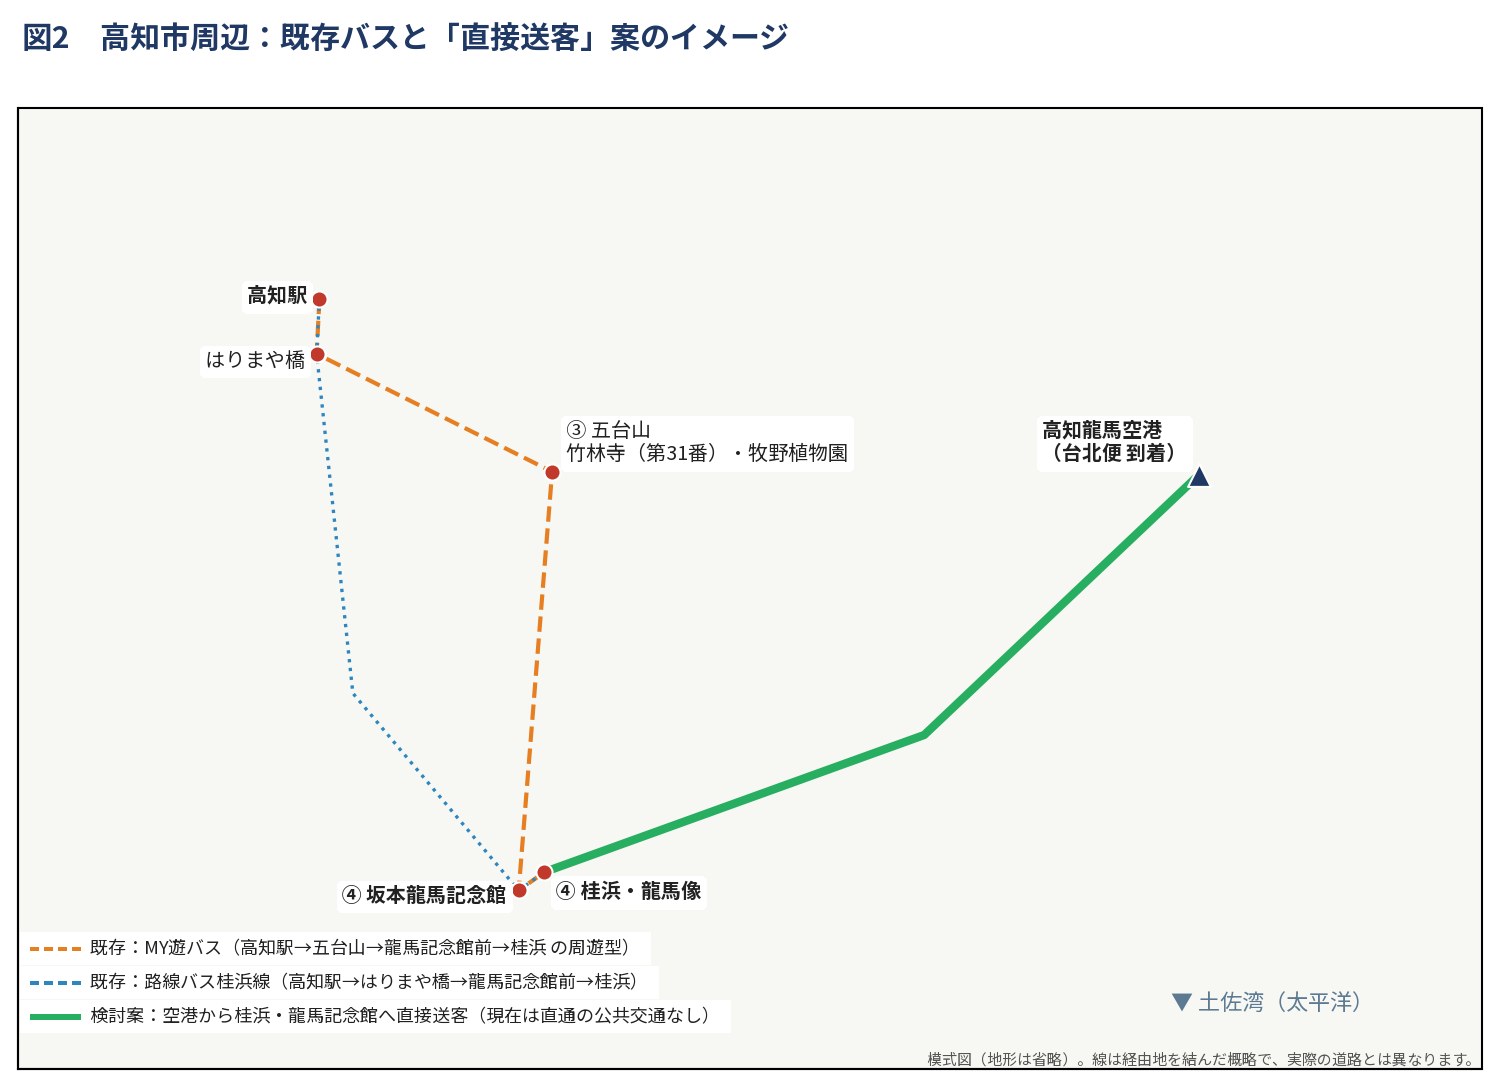 図2　高知市周辺：既存バスと「直接送客」案のイメージ
高知駅
はりまや橋
③ 五台山
竹林寺（第31番）・牧野植物園
高知龍馬空港
（台北便 到着）
④ 坂本龍馬記念館
④ 桂浜・龍馬像
既存：MY遊バス（高知駅→五台山→龍馬記念館前→桂浜 の周遊型）
既存：路線バス桂浜線（高知駅→はりまや橋→龍馬記念館前→桂浜）
検討案：空港から桂浜・龍馬記念館へ直接送客（現在は直通の公共交通なし）
▼ 土佐湾（太平洋）
模式図（地形は省略）。線は経由地を結んだ概略で、実際の道路とは異なります。